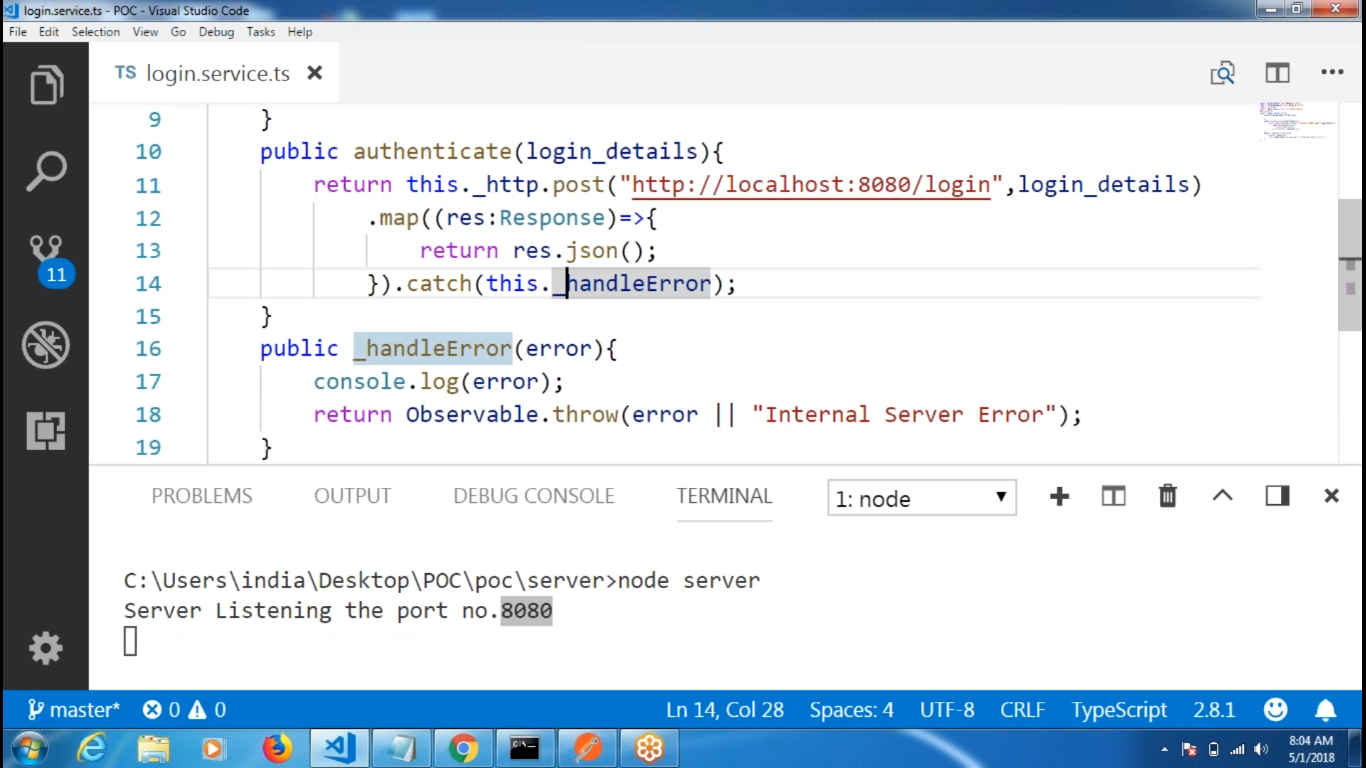 login.service.ts - POC - Visual Studio Code
File Edit Selection View Go Debug Tasks Help
TS login.service.ts
9 }
10 public authenticate(login_details){
11 return this._http.post("http://localhost:8080/login",login_details)
12 .map((res:Response)=>{
13 return res.json();
14 }).catch(this._handleError);
15 }
16 public _handleError(error){
17 console.log(error);
18 return Observable.throw(error || "Internal Server Error");
19 }
11
PROBLEMS OUTPUT DEBUG CONSOLE TERMINAL 1: node
C:\Users\india\Desktop\POC\poc\server>node server
Server Listening the port no.8080
master* 0 0 Ln 14, Col 28 Spaces: 4 UTF-8 CRLF TypeScript 2.8.1
8:04 AM
5/1/2018